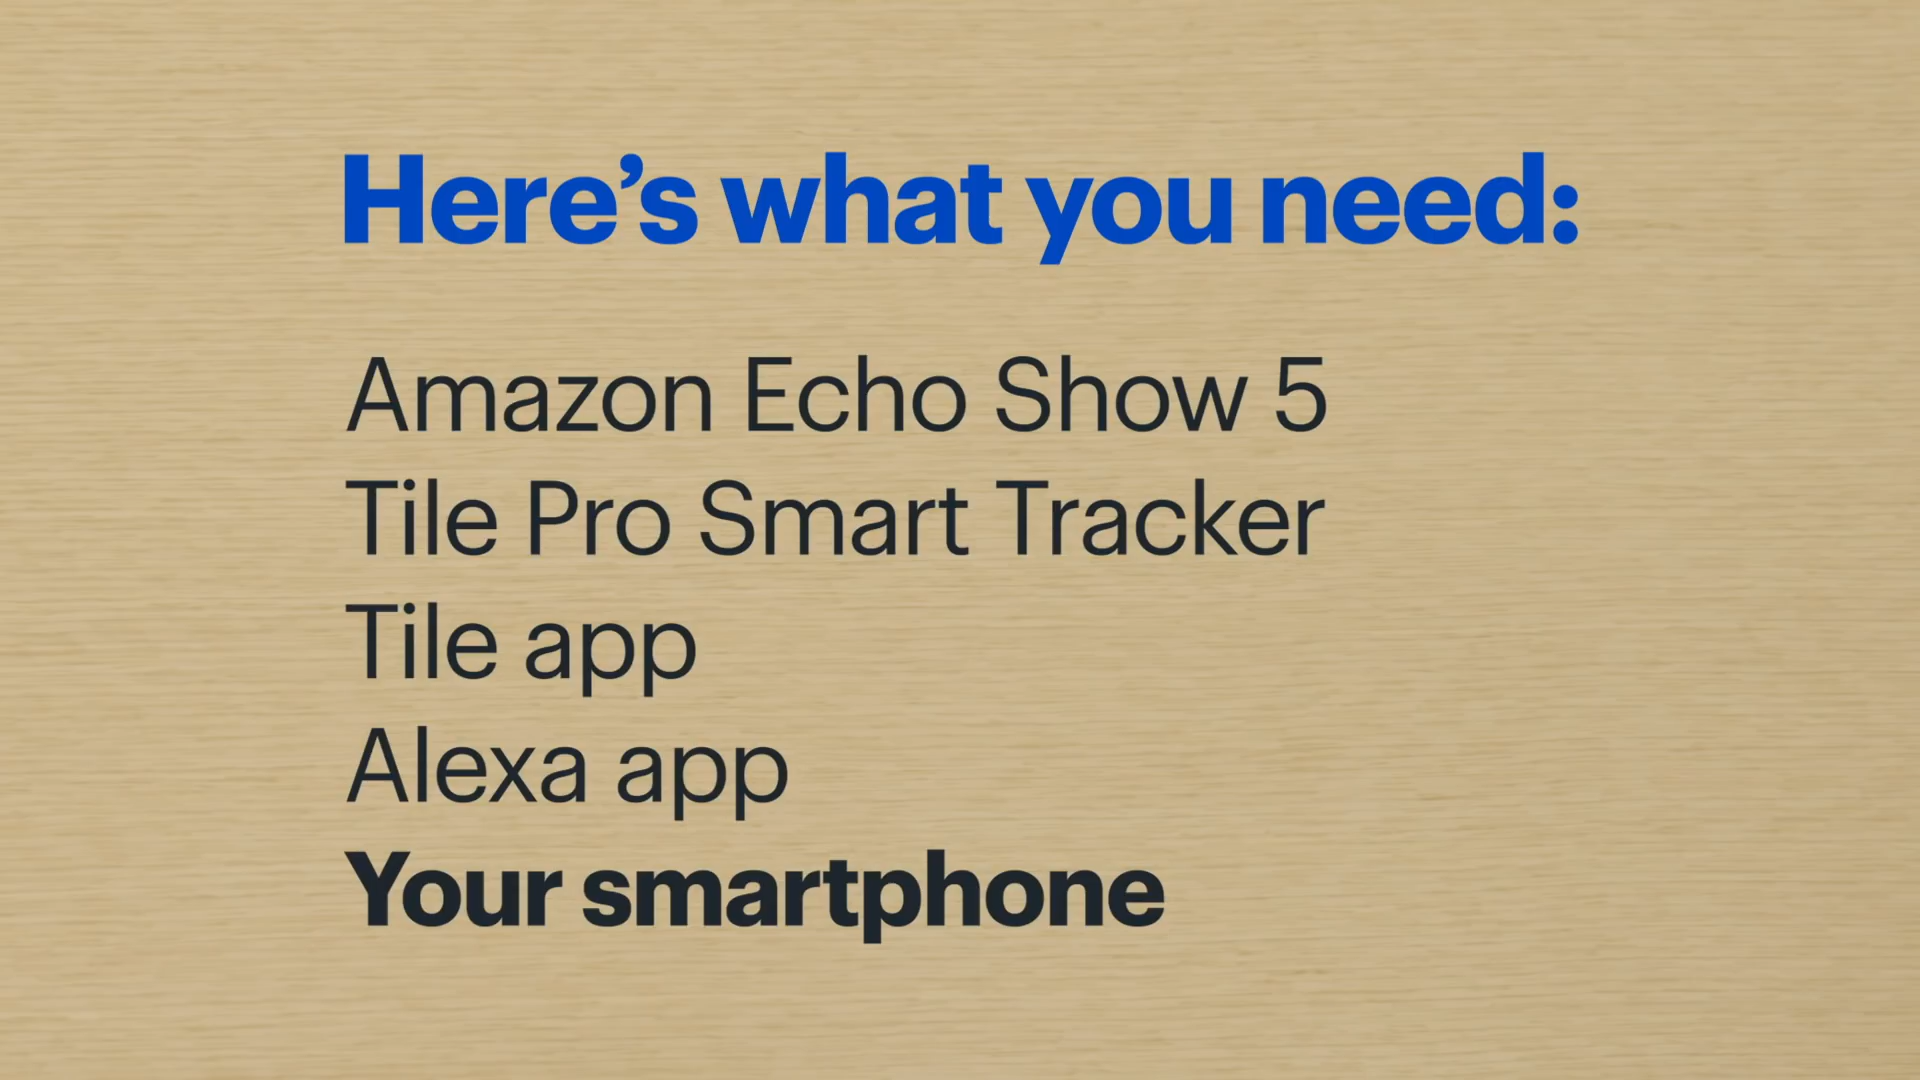 Here’s what you need:
Amazon Echo Show 5
Tile Pro Smart Tracker
Tile app
Alexa app
Your smartphone